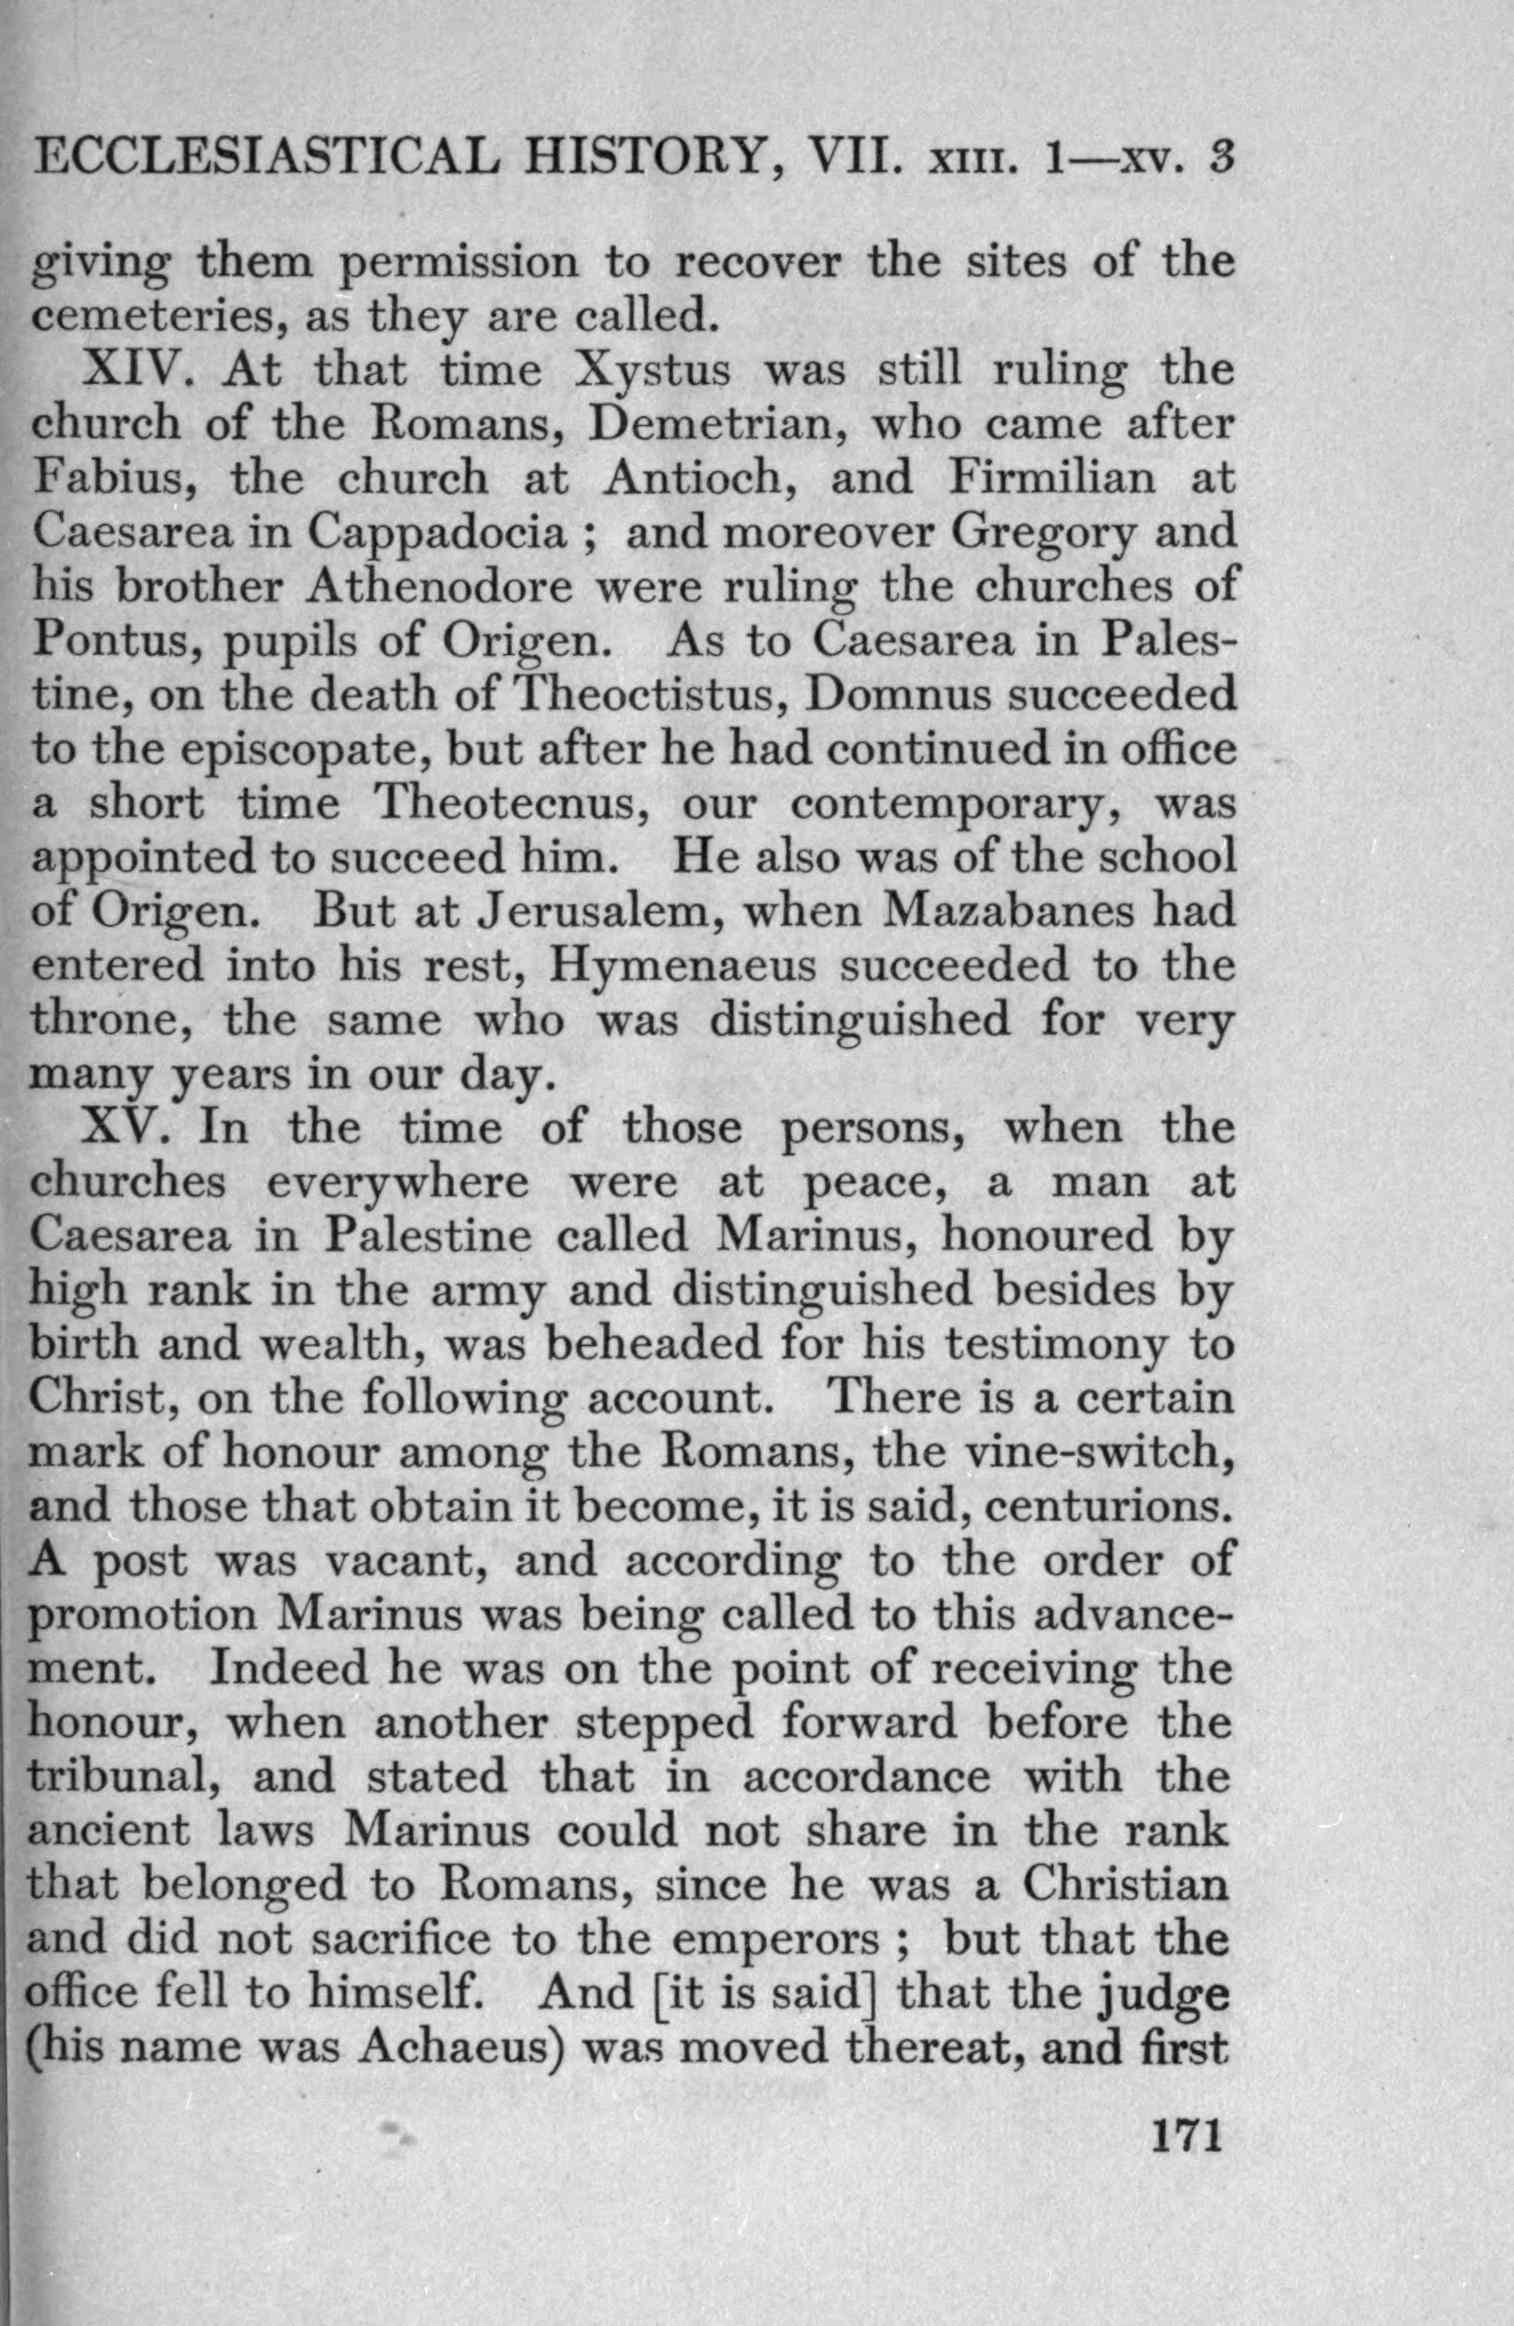 ECCLESIASTICAL HISTORY, VII. XIII. 1—XV. 3
giving them permission to recover the sites of the
cemeteries, as they are called.
XIV. At that time Xystus was still ruling the
church of the Romans, Demetrian, who came after
Fabius, the church at Antioch, and Firmilian at
Caesarea in Cappadocia ; and moreover Gregory and
his brother Athenodore were ruling the churches of
Pontus, pupils of Origen. As to Caesarea in Pales-
tine, on the death of Theoctistus, Domnus succeeded
to the episcopate, but after he had continued in office
a short time Theotecnus, our contemporary, was
appointed to succeed him. He also was of the school
of Origen. But at Jerusalem, when Mazabanes had
entered into his rest, Hymenaeus succeeded to the
throne, the same who was distinguished for very
many years in our day.
XV. In the time of those persons, when the
churches everywhere were at peace, a man at
Caesarea in Palestine called Marinus, honoured by
high rank in the army and distinguished besides by
birth and wealth, was beheaded for his testimony to
Christ, on the following account. There is a certain
mark of honour among the Romans, the vine-switch,
and those that obtain it become, it is said, centurions.
A post was vacant, and according to the order of
promotion Marinus was being called to this advance-
ment. Indeed he was on the point of receiving the
honour, when another stepped forward before the
tribunal, and stated that in accordance with the
ancient laws Marinus could not share in the rank
that belonged to Romans, since he was a Christian
and did not sacrifice to the emperors ; but that the
office fell to himself. And [it is said] that the judge
(his name was Achaeus) was moved thereat, and first
171